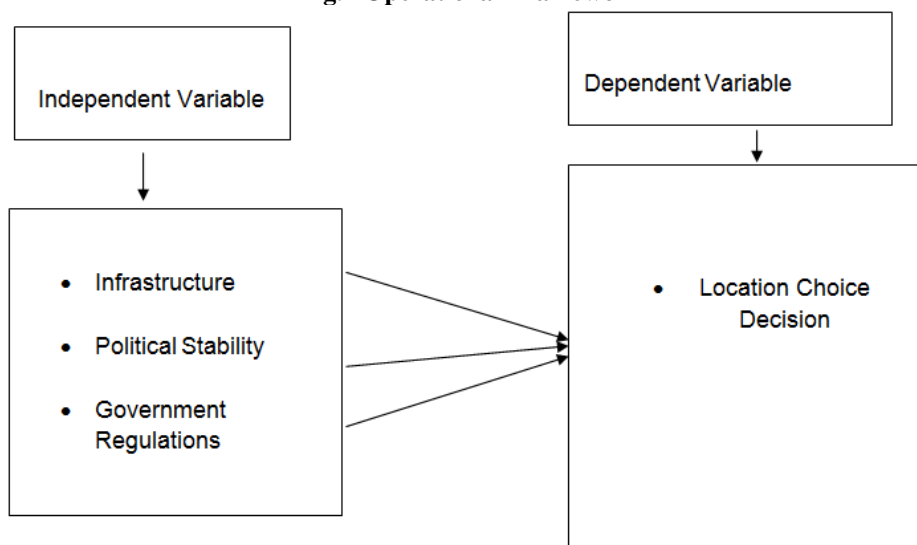 Independent Variable
Dependent Variable
• Infrastructure
• Political Stability
• Government
Regulations
• Location Choice
Decision